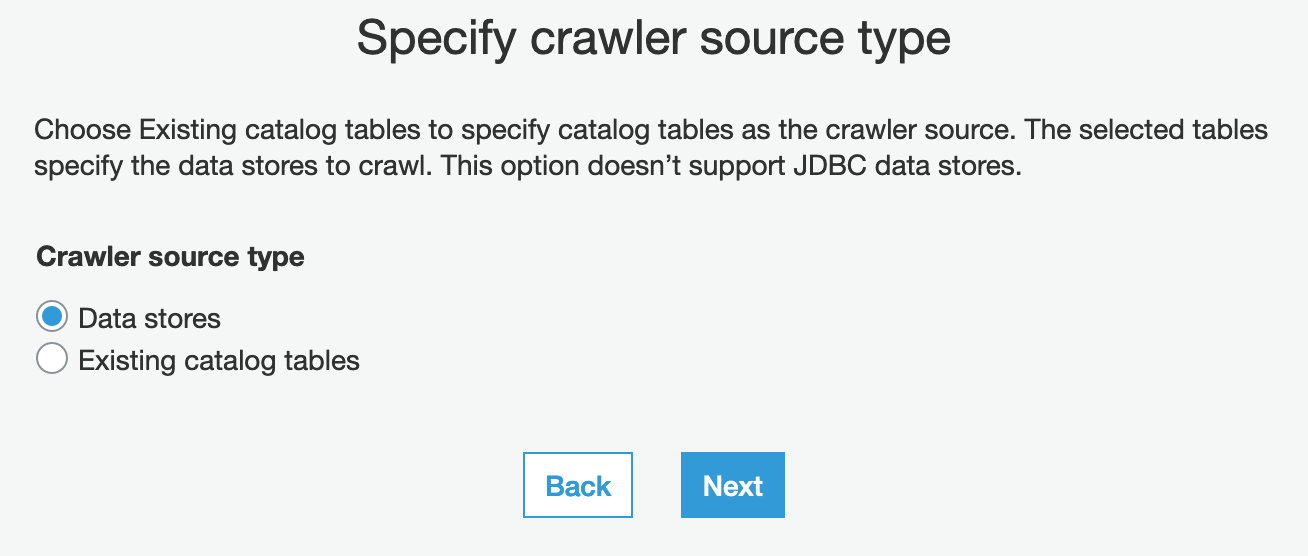 Specify crawler source type
Choose Existing catalog tables to specify catalog tables as the crawler source. The selected tables
specify the data stores to crawl. This option doesn’t support JDBC data stores.
Crawler source type
Data stores
Existing catalog tables
Back
Next